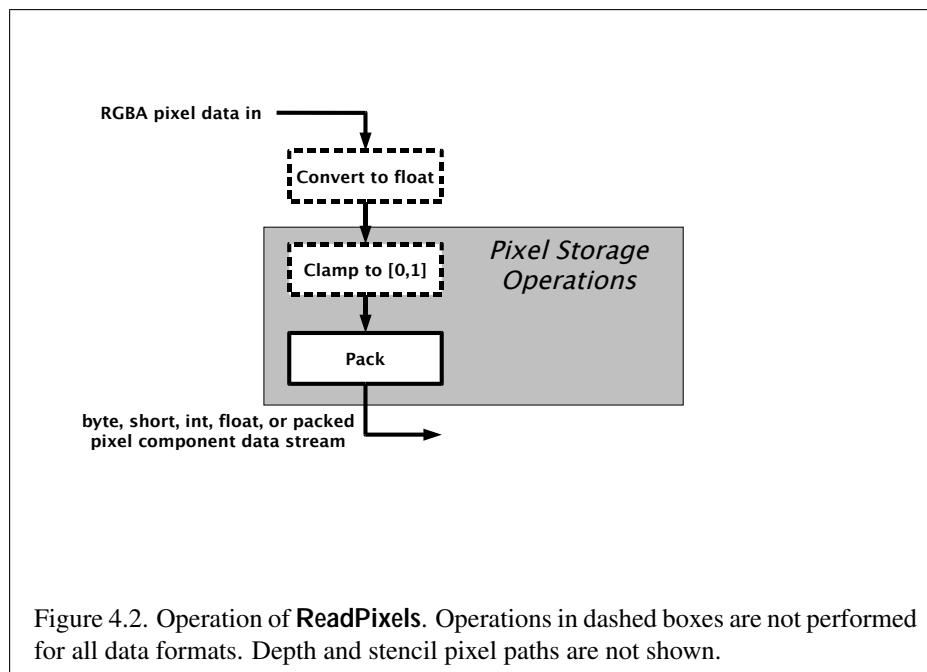 RGBA pixel data in
Convert to float
Clamp to [0,1]
Pixel Storage
Operations
Pack
byte, short, int, float, or packed
pixel component data stream
Figure 4.2. Operation of ReadPixels. Operations in dashed boxes are not performed
for all data formats. Depth and stencil pixel paths are not shown.